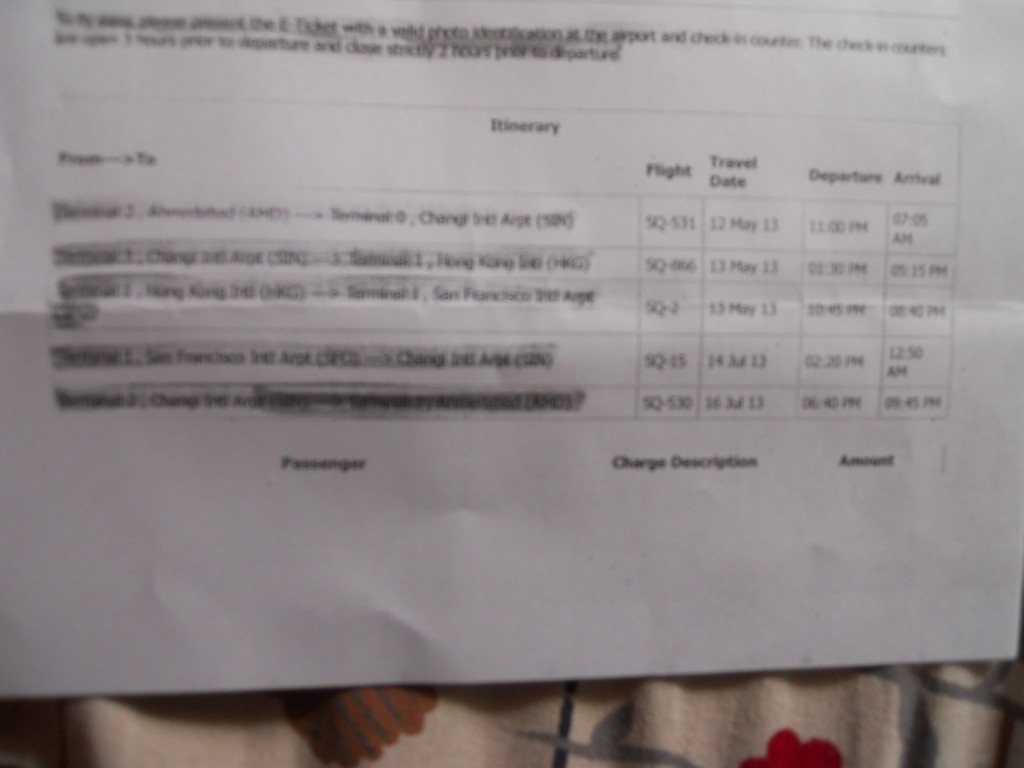 To fly easy, please present the E-Ticket with a valid photo identification at the airport and check-in counter. The check-in counters
are open 3 hours prior to departure and close strictly 2 hours prior to departure.
Itinerary
From--->To Flight Travel Date Departure Arrival
Terminal:2 , Ahmedabad (AMD) ---> Terminal:0 , Changi Intl Arpt (SIN) SQ-531 12 May 13 11:00 PM 07:05 AM
Terminal:3 , Changi Intl Arpt (SIN) ---> Terminal:1 , Hong Kong Intl (HKG) SQ-866 13 May 13 01:30 PM 05:15 PM
Terminal:1 , Hong Kong Intl (HKG) ---> Terminal:I , San Francisco Intl Arpt SQ-2 13 May 13 10:45 PM 08:40 PM
Terminal:I , San Francisco Intl Arpt (SFO) ---> Changi Intl Arpt (SIN) SQ-15 14 Jul 13 02:20 PM 12:50 AM
Changi Intl Arpt (SIN) ---> Ahmedabad (AMD) SQ-530 16 Jul 13 06:40 PM 09:45 PM
Passenger Charge Description Amount